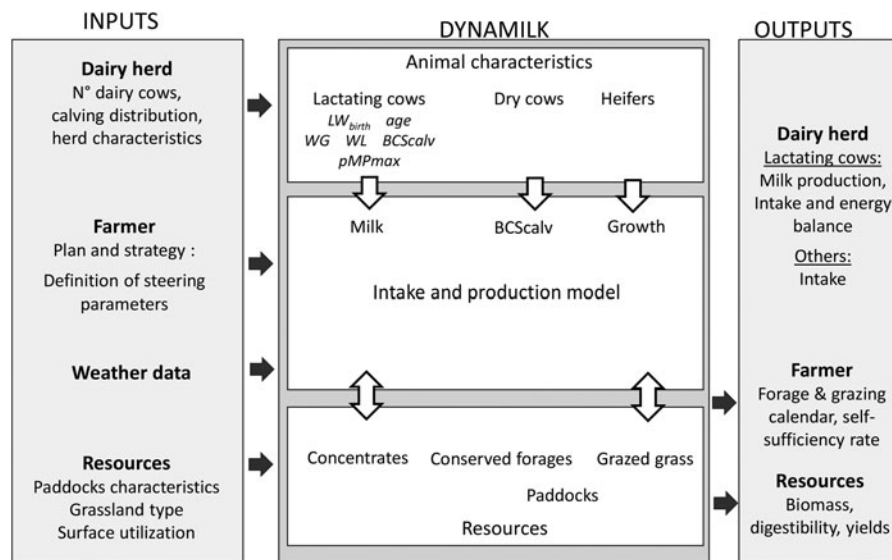 INPUTS
Dairy herd
N° dairy cows,
calving distribution,
herd characteristics
Farmer
Plan and strategy :
Definition of steering
parameters
Weather data
Resources
Paddocks characteristics
Grassland type
Surface utilization
DYNAMILK
Animal characteristics
Lactating cows
LWbirth age
WG WL BCScalv
pMPmax
Dry cows
Heifers
Milk
BCScalv
Growth
Intake and production model
Concentrates
Conserved forages
Grazed grass
Paddocks
Resources
OUTPUTS
Dairy herd
Lactating cows:
Milk production,
Intake and energy
balance
Others:
Intake
Farmer
Forage & grazing
calendar, self-
sufficiency rate
Resources
Biomass,
digestibility, yields